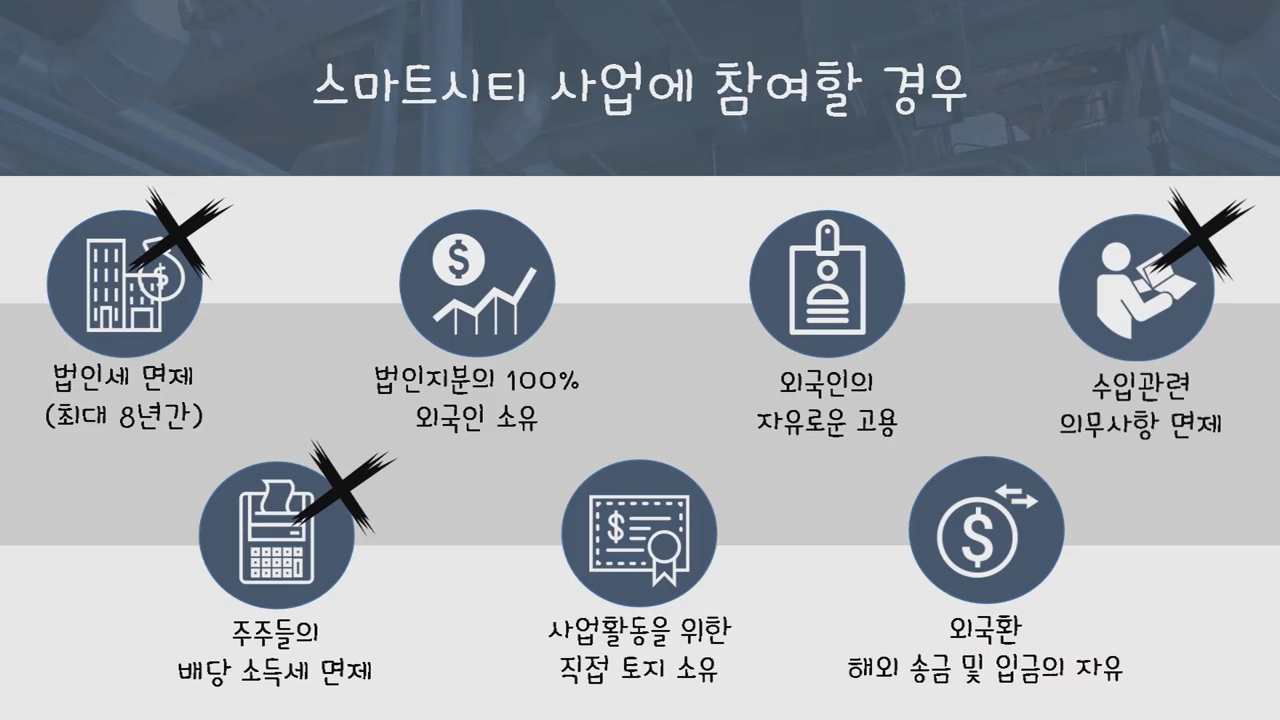 스마트시티 사업에 참여할 경우
법인세 면제
(최대 8년간)
법인지분의 100%
외국인 소유
외국인의
자유로운 고용
수입관련
의무사항 면제
주주들의
배당 소득세 면제
사업활동을 위한
직접 토지 소유
외국환
해외 송금 및 입금의 자유